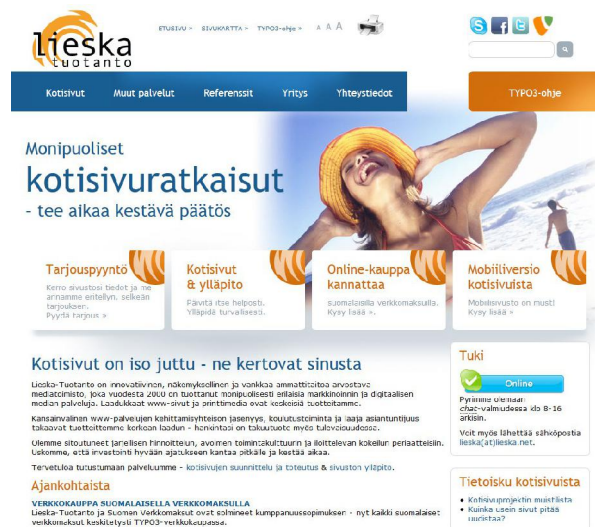 lieska
tuotanto
ETUSIVU »
SIVUKARTTA »
TYPO3-ohje »
A A A
Kotisivut
Muut palvelut
Referenssit
Yritys
Yhteystiedot
TYPO3-ohje
Monipuoliset
kotisivuratkaisut
- tee aikaa kestävä päätös
Tarjouspyyntö
Kerro sivustosi tiedot ja me
annamme eritellyn, selkeän
tarjouksen.
Pyydä tarjous »
Kotisivut
& ylläpito
Päivitä itse helposti.
Ylläpidä turvallisesti.
Online-kauppa
kannattaa
suomalaisilla verkkomaksuilla.
Kysy lisää »
Mobiiliversio
kotisivuista
Mobiilisivusto on must!
Kysy lisää »
Kotisivut on iso juttu - ne kertovat sinusta
Lieska-Tuotanto on innovatiivinen, näkemyksellinen ja vankkaa ammattitaitoa arvostava
mediatoimisto, joka vuodesta 2000 on tuottanut monipuolisesti erilaisia markkinoinnin ja digitaalisen
median palveluja. Laadukkaat www-sivut ja printtimedia ovat keskeisiä tuotteitamme.
Kansainvälinen www-palvelujen kehittämisyhteisön jäsenyys, koulutustoiminta ja laaja asiantuntijuus
takaavat tuotteittemme korkean laadun - hankintasi on takuutuote myös tulevaisuudessa.
Olemme sitoutuneet järjellisen hinnoittelun, avoimen toimintakulttuurin ja iloittelevan kokeilun periaatteisiin.
Uskomme, että investointi hyvään ajatukseen kantaa pitkälle ja kestää aikaa.
Tervetuloa tutustumaan palveluumme - kotisivujen suunnittelu ja toteutus & sivuston ylläpito.
Ajankohtaista
VERKKOKAUPPA SUOMALAISELLA VERKKOMAKSULLA
Lieska-Tuotanto ja Suomen Verkkomaksut ovat solmineet kumppanuussopimuksen - nyt kaikki suomalaiset
verkkomaksut keskitetysti TYPO3-verkkokaupassa.
Tuki
Online
Pyrimme olemaan
chat-valmiudessa klo 8-16
arkisin.
Voit myös lähettää sähköpostia
lieska(at)lieska.net.
Tietoisku kotisivuista
• Kotisivuprojektin muistilista
• Kuinka usein sivut pitää
uudistaa?